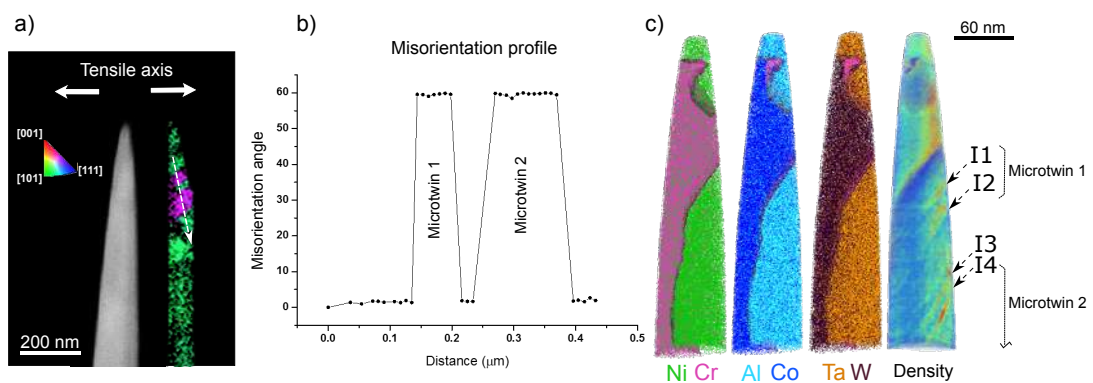 a)
Tensile axis
[001]
[101]
[111]
200 nm
b)
Misorientation profile
Misorientation angle
60
50
40
30
20
10
0
Microtwin 1
Microtwin 2
0.0 0.1 0.2 0.3 0.4 0.5
Distance (μm)
c)
60 nm
I1
I2
Microtwin 1
I3
I4
Microtwin 2
Ni Cr
Al Co
Ta W
Density